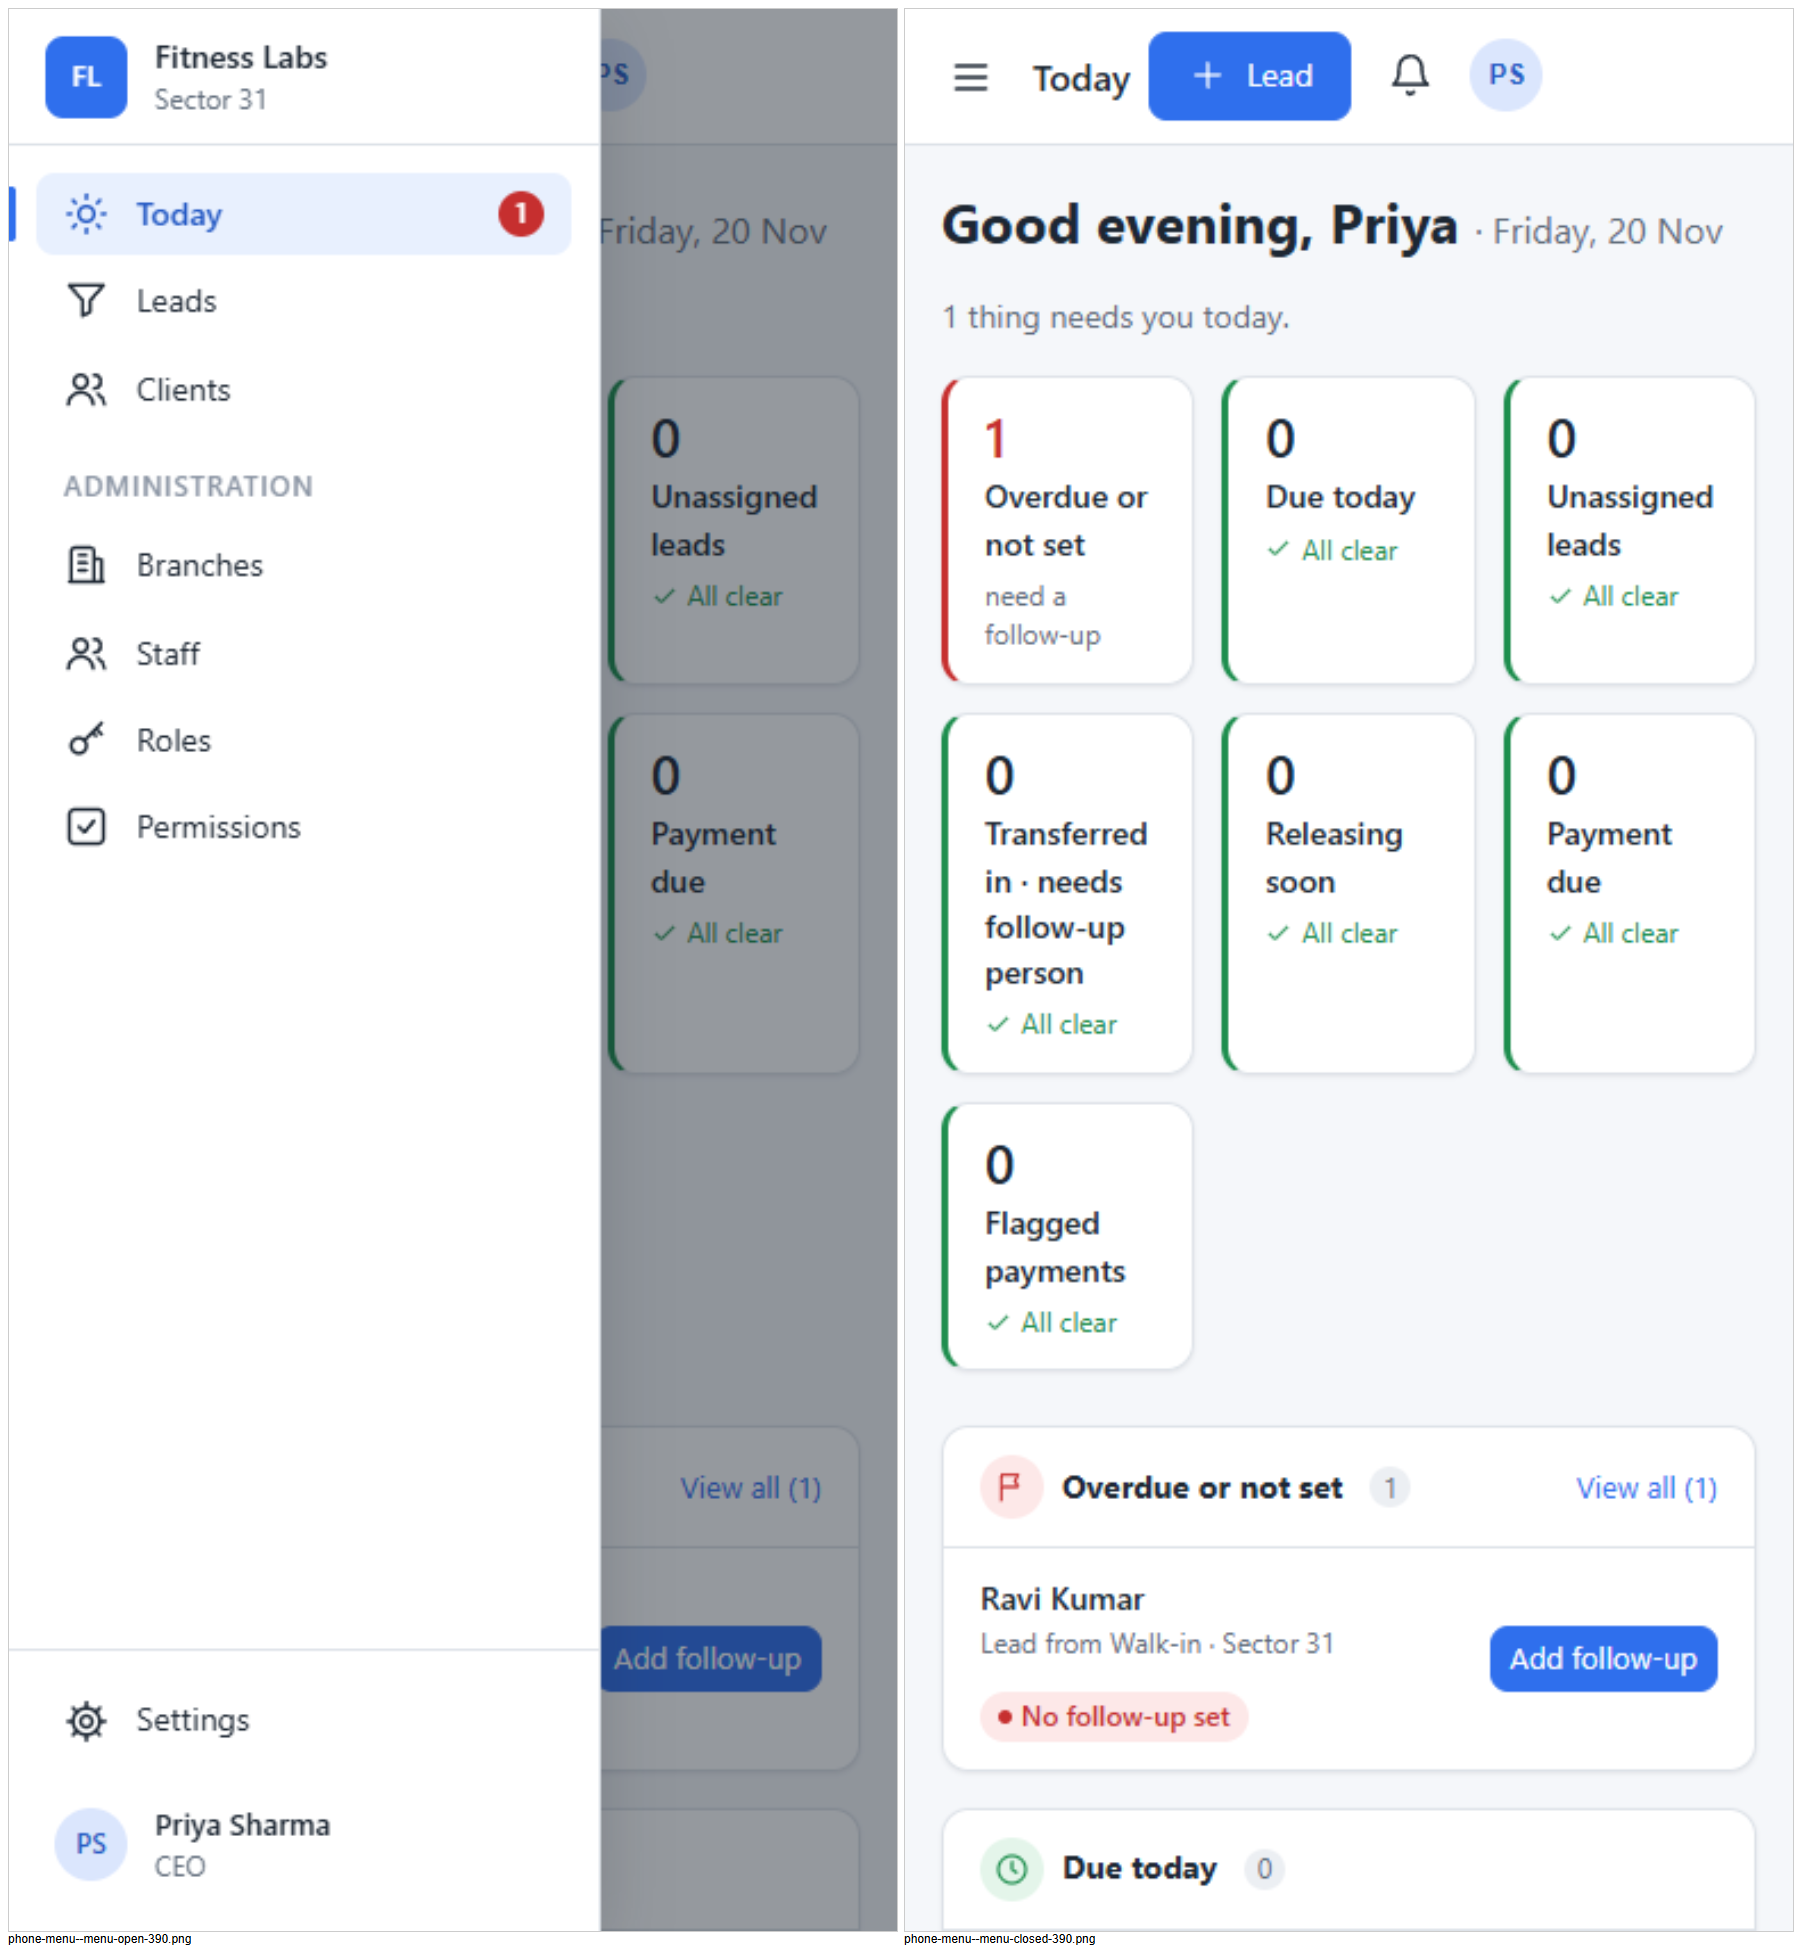 FL
Fitness Labs
Sector 31
Today
1
Leads
Clients
ADMINISTRATION
Branches
Staff
Roles
Permissions
Settings
PS
Priya Sharma
CEO
PS
Friday, 20 Nov
0
Unassigned
leads
All clear
0
Payment
due
All clear
View all (1)
Add follow-up
phone-menu--menu-open-390.png
Today
+ Lead
PS
Good evening, Priya · Friday, 20 Nov
1 thing needs you today.
1
Overdue or
not set
need a
follow-up
0
Due today
All clear
0
Unassigned
leads
All clear
0
Transferred
in · needs
follow-up
person
All clear
0
Releasing
soon
All clear
0
Payment
due
All clear
0
Flagged
payments
All clear
Overdue or not set 1
View all (1)
Ravi Kumar
Lead from Walk-in · Sector 31
Add follow-up
No follow-up set
Due today 0
phone-menu--menu-closed-390.png